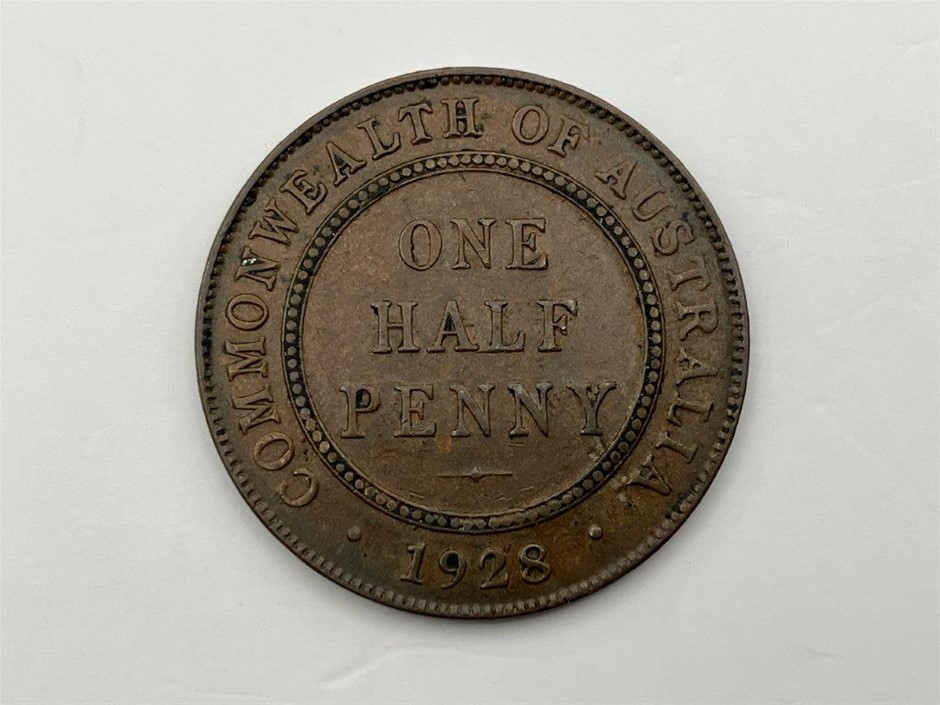 COMMONWEALTH OF AUSTRALIA
ONE
HALF
PENNY
1928